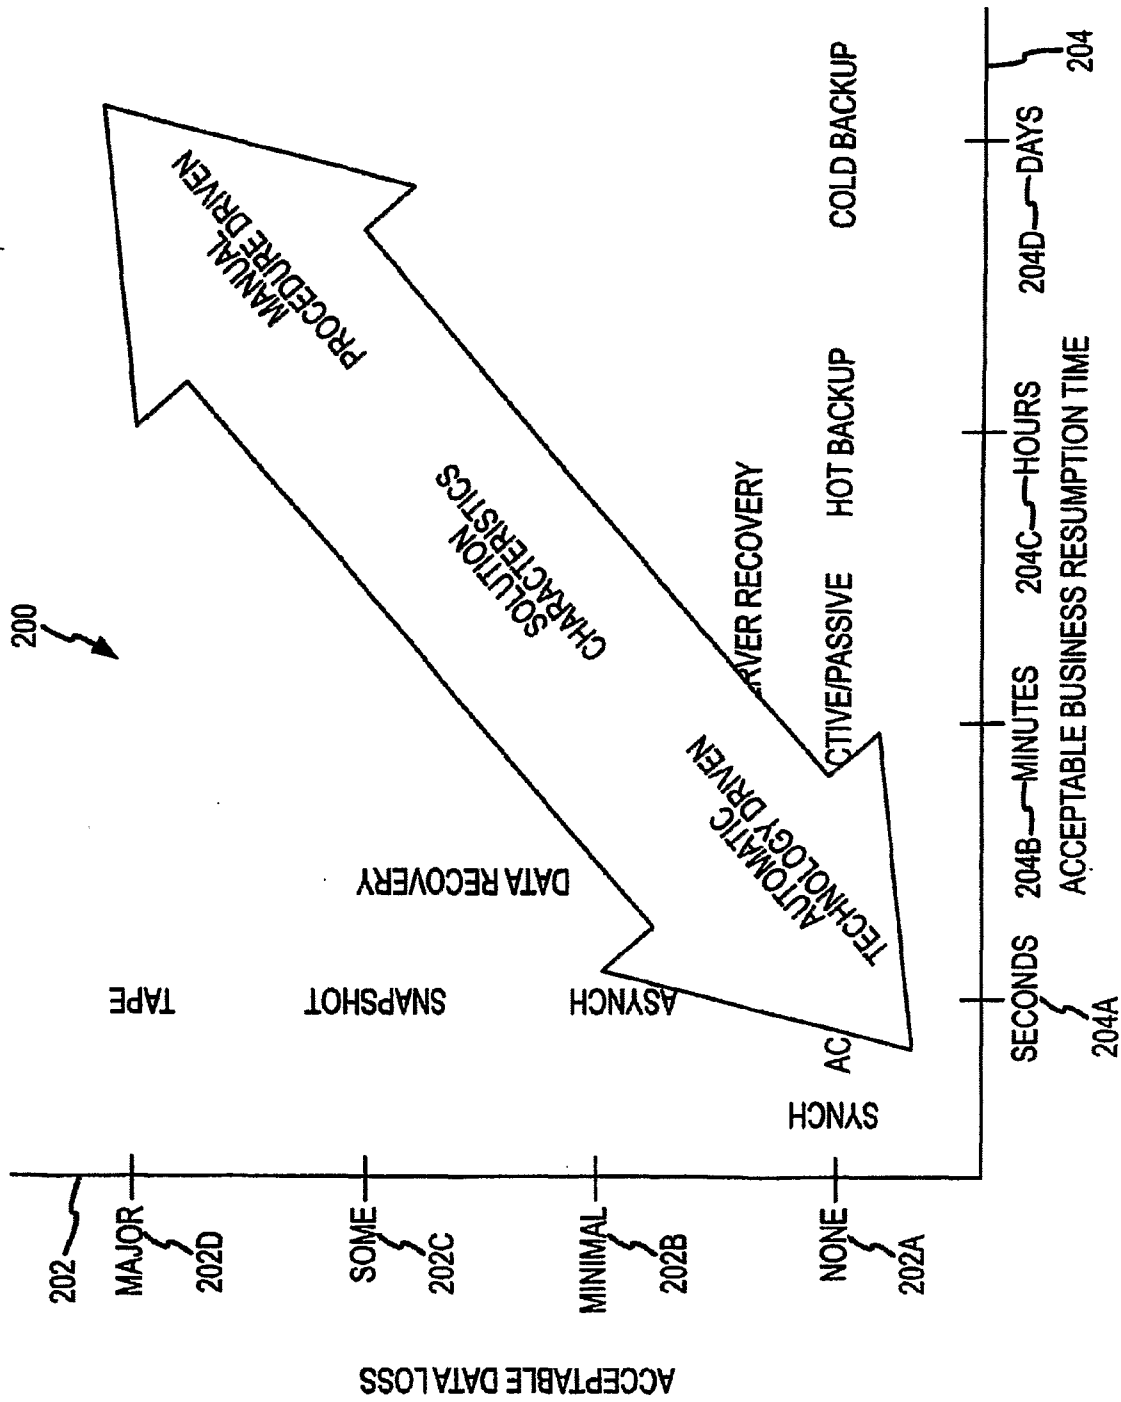 200
202
MAJOR
202D
SOME
202C
MINIMAL
202B
NONE
202A
ACCEPTABLE DATA LOSS
TAPE
SNAPSHOT
ASYNCH
SYNCH
DATA RECOVERY
MANUAL
PROCEDURE DRIVEN
SOLUTION
CHARACTERISTICS
AUTOMATIC
TECHNOLOGY DRIVEN
RVER RECOVERY
AC
CTIVE/PASSIVE
HOT BACKUP
COLD BACKUP
SECONDS
204A
204B
MINUTES
204C
HOURS
204D
DAYS
204
ACCEPTABLE BUSINESS RESUMPTION TIME